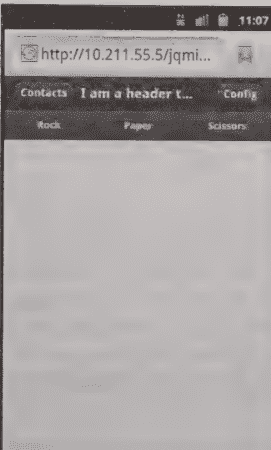 11:07
http://10.211.55.5/jqmi...
Contacts I am a header t... Config
Rock Paper Scissors